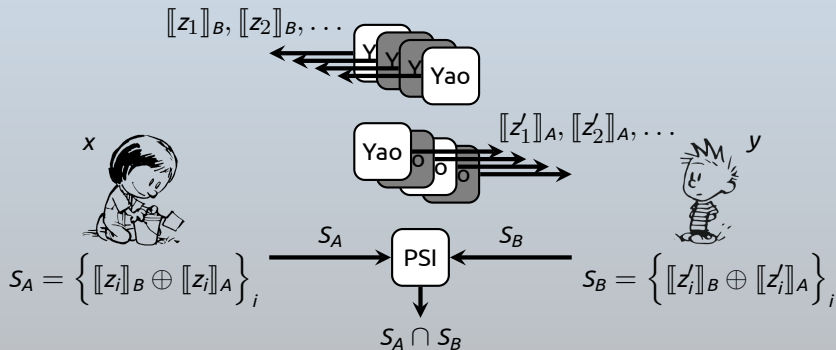 ⟦z₁⟧_B, ⟦z₂⟧_B, . . .
Y Y Y Yao
Yao o o o
⟦z′₁⟧_A, ⟦z′₂⟧_A, . . .
x
y
S_A
PSI
S_B
S_A = {⟦z_i⟧_B ⊕ ⟦z_i⟧_A}_i
S_B = {⟦z′_i⟧_B ⊕ ⟦z′_i⟧_A}_i
S_A ∩ S_B